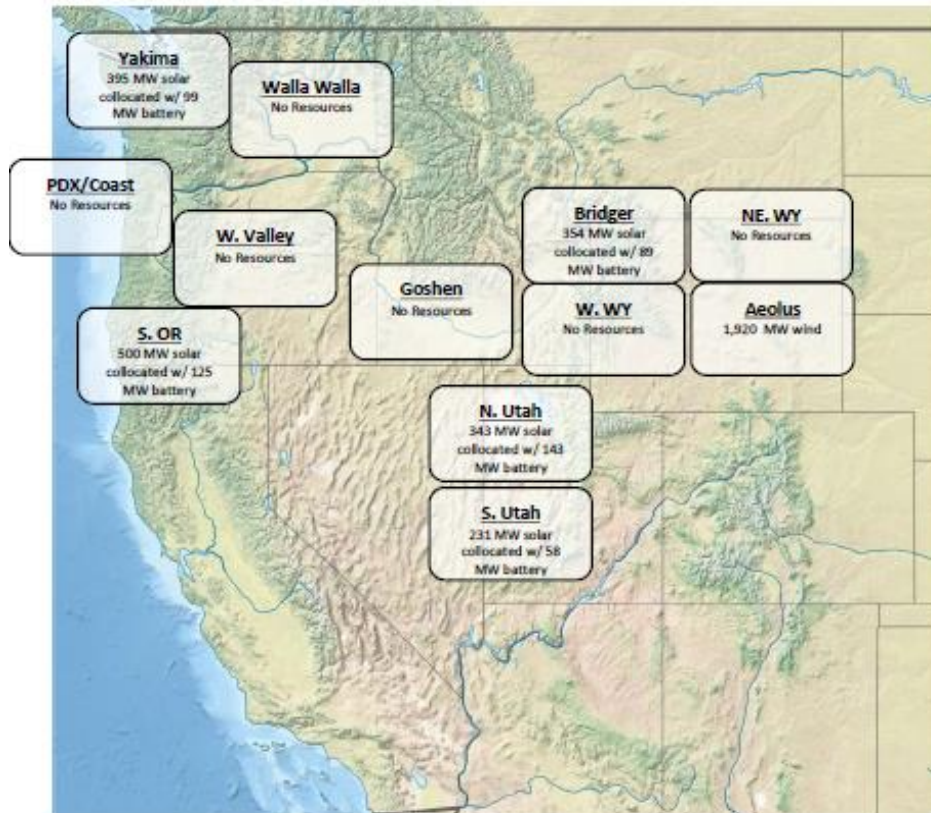 Yakima
395 MW solar
collocated w/ 99
MW battery
Walla Walla
No Resources
PDX/Coast
No Resources
W. Valley
No Resources
Bridger
354 MW solar
collocated w/ 89
MW battery
NE. WY
No Resources
Goshen
No Resources
W. WY
No Resources
Aeolus
1,920 MW wind
S. OR
500 MW solar
collocated w/ 125
MW battery
N. Utah
343 MW solar
collocated w/ 143
MW battery
S. Utah
231 MW solar
collocated w/ 58
MW battery